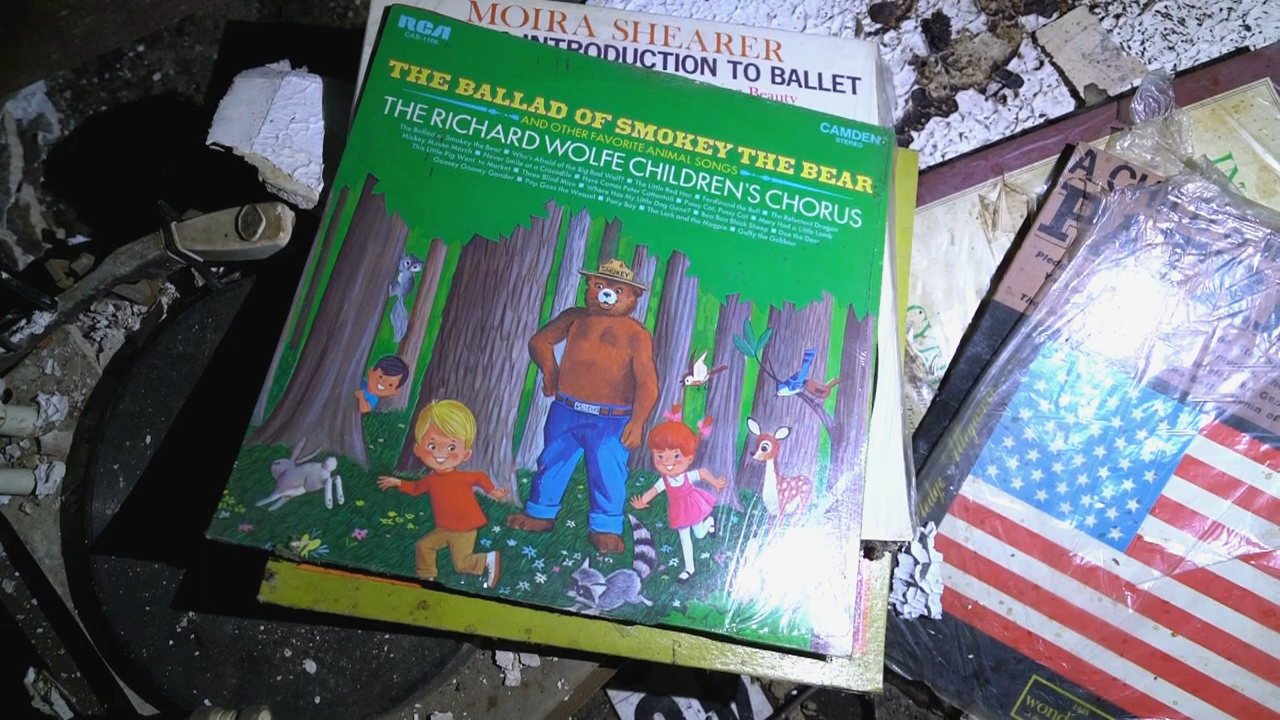 MOIRA SHEARER
INTRODUCTION TO BALLET
Beauty
RCA
CAS-1106
CAMDEN
STEREO
THE BALLAD OF SMOKEY THE BEAR
AND OTHER FAVORITE ANIMAL SONGS
THE RICHARD WOLFE CHILDREN'S CHORUS
The Ballad of Smokey the Bear ■ Who's Afraid of the Big Bad Wolf? ■ The Little Red Hen ■ Ferdinand the Bull ■ The Reluctant Dragon
Mickey Mouse March ■ Never Smile at a Crocodile ■ Here Comes Peter Cottontail ■ Pussy Cat, Pussy Cat ■ Mary Had a Little Lamb
This Little Pig Went To Market ■ Three Blind Mice ■ Where Has My Little Dog Gone? ■ Baa Baa Black Sheep ■ Doe the Deer
Goosey Goosey Gander ■ Pop Goes the Weasel ■ Pony Boy ■ The Lark and the Magpie ■ Guffy the Gobbler
SMOKEY
A
Pled
wond